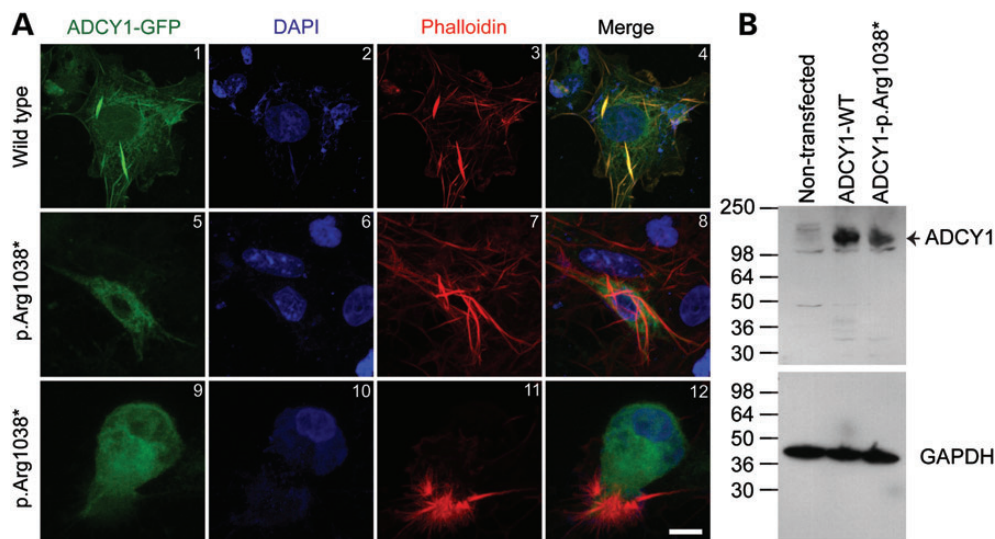 A
ADCY1-GFP DAPI Phalloidin Merge
Wild type
1 2 3 4
p.Arg1038*
5 6 7 8
p.Arg1038*
9 10 11 12
B
Non-transfected
ADCY1-WT
ADCY1-p.Arg1038*
250
98
64
50
36
30
ADCY1
98
64
50
36
30
GAPDH